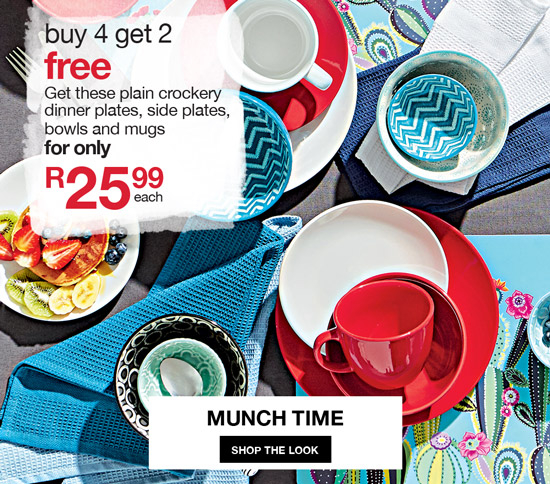 buy 4 get 2
free
Get these plain crockery
dinner plates, side plates,
bowls and mugs
for only
R25.99
each
MUNCH TIME
SHOP THE LOOK